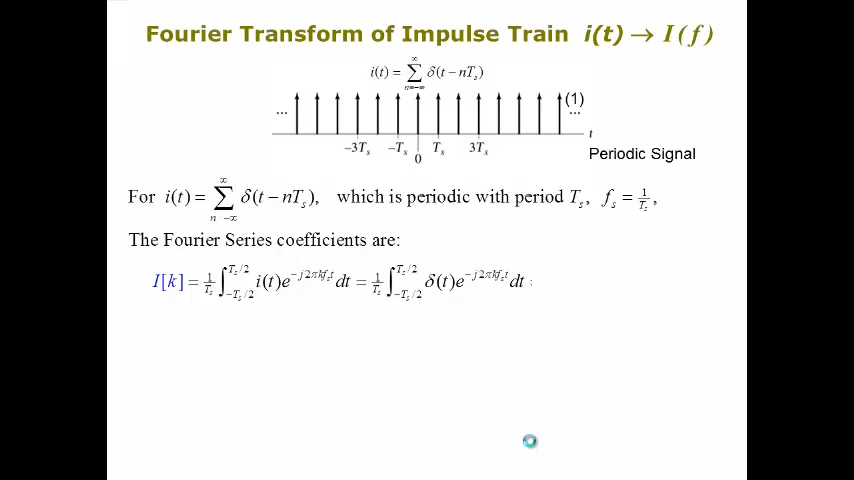 Fourier Transform of Impulse Train i(t) → I(f)
i(t) = ∑_{n=-∞}^{∞} δ(t − nT_s)
(1)
... ...
−3T_s −T_s 0 T_s 3T_s t
Periodic Signal
For i(t) = ∑_{n=-∞}^{∞} δ(t − nT_s), which is periodic with period T_s, f_s = 1/T_s,
The Fourier Series coefficients are:
I[k] = 1/T_s ∫_{−T_s/2}^{T_s/2} i(t)e^{−j2πkf_st} dt = 1/T_s ∫_{−T_s/2}^{T_s/2} δ(t)e^{−j2πkf_st} dt